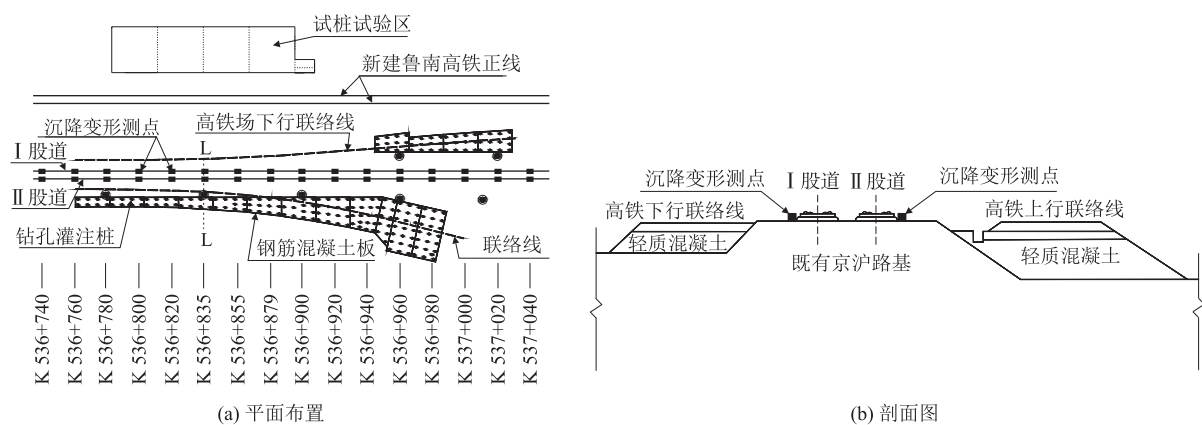 试桩试验区
新建鲁南高铁正线
沉降变形测点
高铁场下行联络线
L
Ⅰ股道
Ⅱ股道
钻孔灌注桩
L
钢筋混凝土板
联络线
K 536+740
K 536+760
K 536+780
K 536+800
K 536+820
K 536+835
K 536+855
K 536+879
K 536+900
K 536+920
K 536+940
K 536+960
K 536+980
K 537+000
K 537+020
K 537+040
(a) 平面布置
沉降变形测点
Ⅰ股道
Ⅱ股道
沉降变形测点
高铁下行联络线
高铁上行联络线
轻质混凝土
既有京沪路基
轻质混凝土
(b) 剖面图